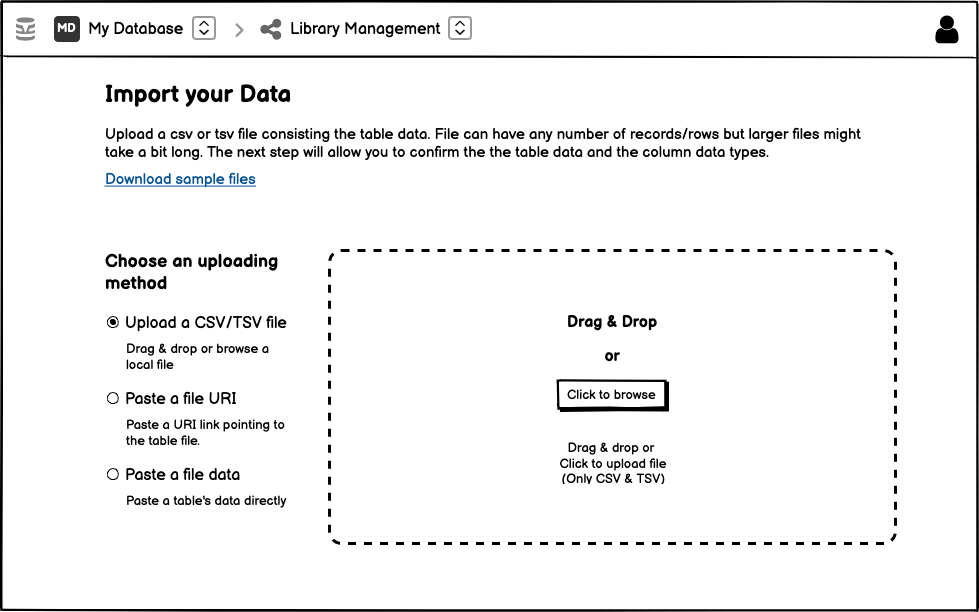 MD My Database Library Management
Import your Data
Upload a csv or tsv file consisting the table data. File can have any number of records/rows but larger files might
take a bit long. The next step will allow you to confirm the the table data and the column data types.
Download sample files
Choose an uploading
method
Upload a CSV/TSV file
Drag & drop or browse a
local file
Paste a file URI
Paste a URI link pointing to
the table file.
Paste a file data
Paste a table's data directly
Drag & Drop
or
Click to browse
Drag & drop or
Click to upload file
(Only CSV & TSV)